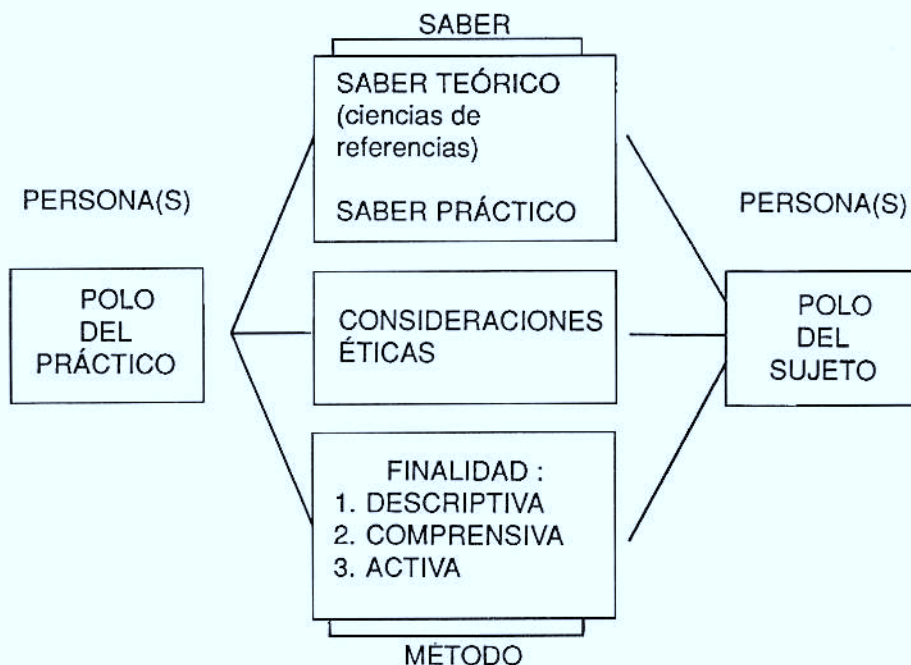 SABER
SABER TEÓRICO
(ciencias de
referencias)
SABER PRÁCTICO
PERSONA(S)
POLO
DEL
PRÁCTICO
CONSIDERACIONES
ÉTICAS
PERSONA(S)
POLO
DEL
SUJETO
FINALIDAD :
1. DESCRIPTIVA
2. COMPRENSIVA
3. ACTIVA
MÉTODO